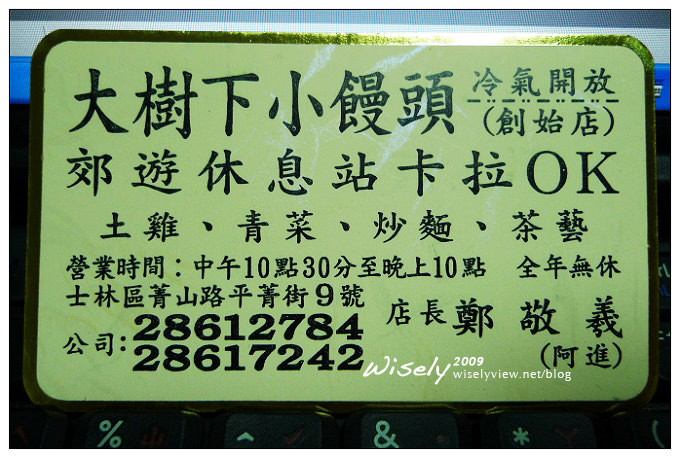 大樹下小饅頭
冷氣開放
(創始店)
郊遊休息站卡拉OK
土雞、青菜、炒麵、茶藝
營業時間：中午10點30分至晚上10點 全年無休
士林區菁山路平菁街9號
公司：28612784
28617242
店長 鄭敬羲
(阿進)
Wisely 2009
wiselyview.net/blog
% 山
& *
(